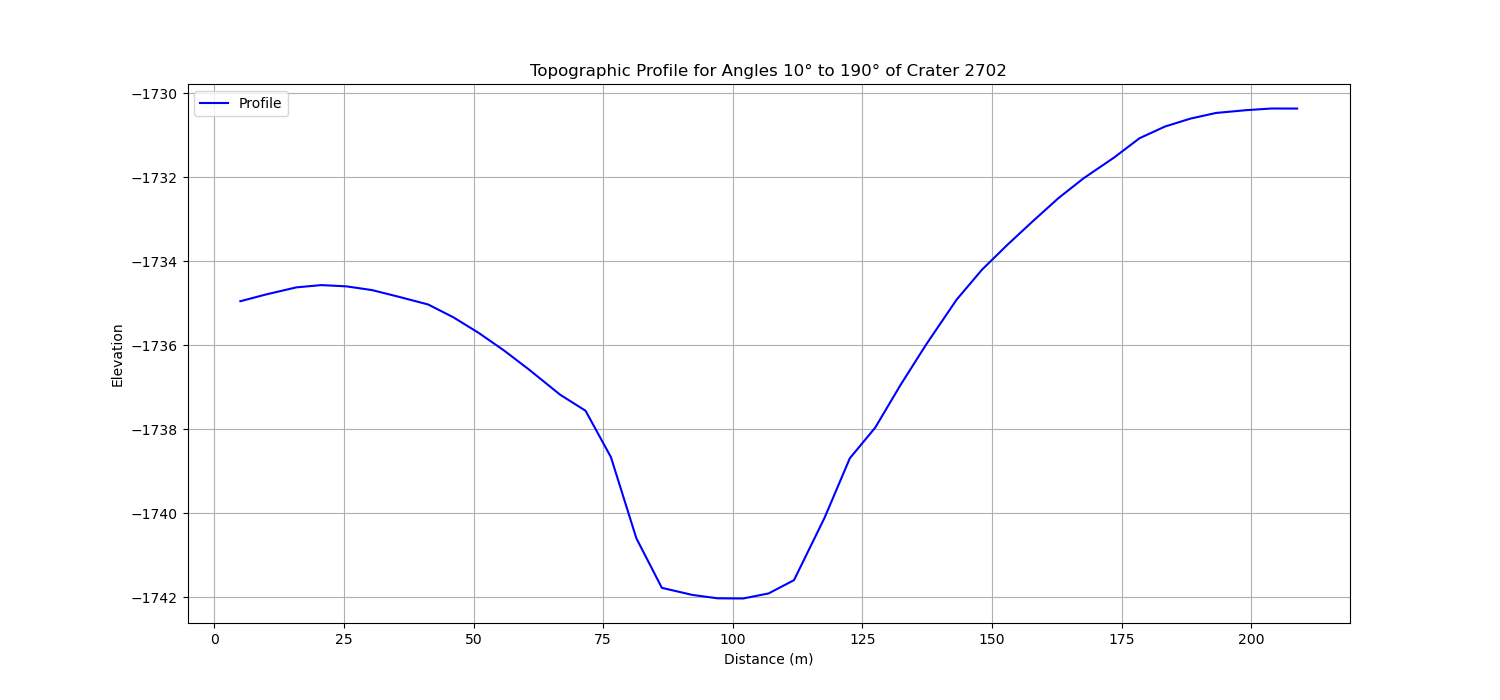 Topographic Profile for Angles 10° to 190° of Crater 2702
Profile
−1730
−1732
−1734
−1736
−1738
−1740
−1742
Elevation
0 25 50 75 100 125 150 175 200
Distance (m)